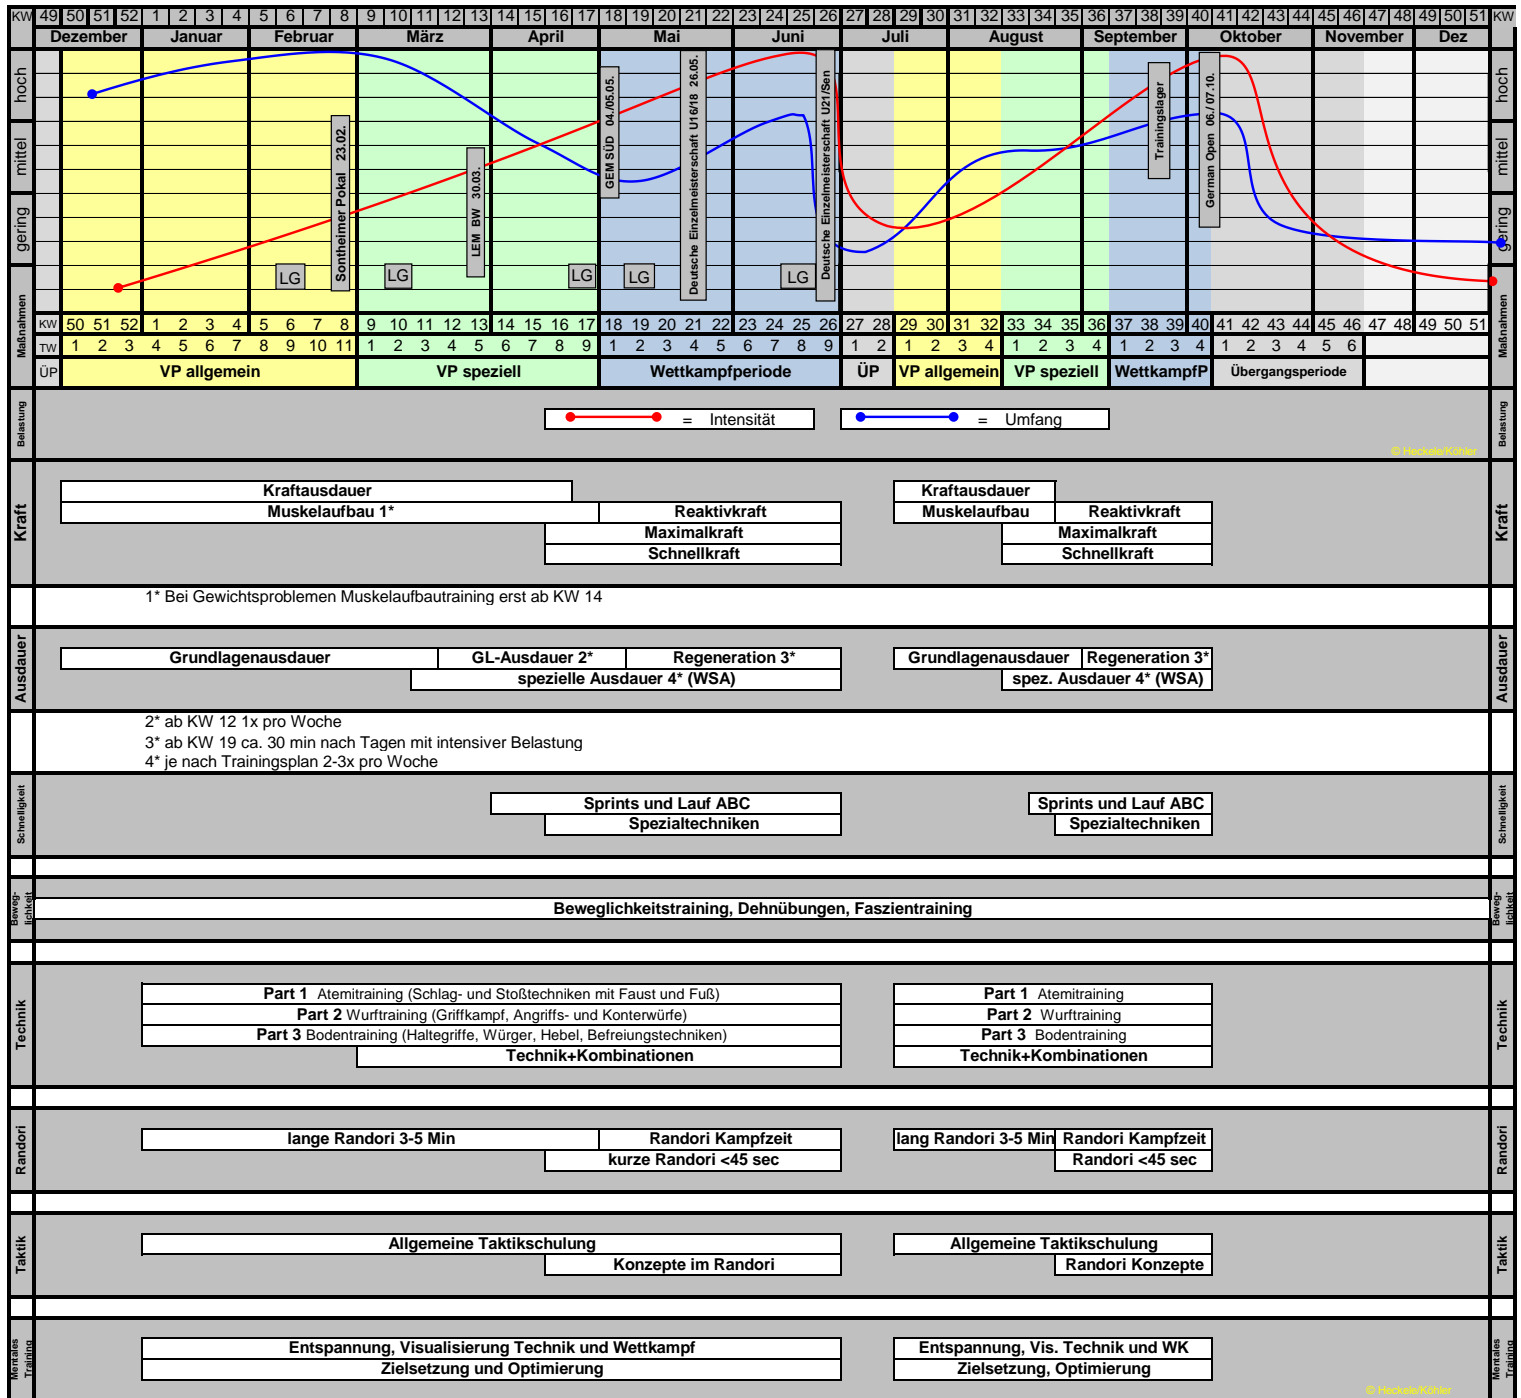 KW 49 50 51 52 1 2 3 4 5 6 7 8 9 10 11 12 13 14 15 16 17 18 19 20 21 22 23 24 25 26 27 28 29 30 31 32 33 34 35 36 37 38 39 40 41 42 43 44 45 46 47 48 49 50 51 KW
Dezember Januar Februar März April Mai Juni Juli August September Oktober November Dez
hoch hoch
mittel mittel
gering gering
Sontheimer Pokal 23.02.
LEM BW 30.03.
GEM SÜD 04./05.05.
Deutsche Einzelmeisterschaft U16/18 26.05.
Deutsche Einzelmeisterschaft U21/Sen
Trainingslager
German Open 06./ 07.10.
LG LG LG LG LG
Maßnahmen Maßnahmen
KW 50 51 52 1 2 3 4 5 6 7 8 9 10 11 12 13 14 15 16 17 18 19 20 21 22 23 24 25 26 27 28 29 30 31 32 33 34 35 36 37 38 39 40 41 42 43 44 45 46 47 48 49 50 51
TW 1 2 3 4 5 6 7 8 9 10 11 1 2 3 4 5 6 7 8 9 1 2 3 4 5 6 7 8 9 1 2 1 2 3 4 1 2 3 4 1 2 3 4 1 2 3 4 5 6
ÜP VP allgemein VP speziell Wettkampfperiode ÜP VP allgemein VP speziell WettkampfP Übergangsperiode
Belastung = Intensität = Umfang Belastung
© Heckele/Köhler
Kraft Kraft
Kraftausdauer Kraftausdauer
Muskelaufbau 1* Reaktivkraft Muskelaufbau Reaktivkraft
Maximalkraft Maximalkraft
Schnellkraft Schnellkraft
1* Bei Gewichtsproblemen Muskelaufbautraining erst ab KW 14
Ausdauer Ausdauer
Grundlagenausdauer GL-Ausdauer 2* Regeneration 3* Grundlagenausdauer Regeneration 3*
spezielle Ausdauer 4* (WSA) spez. Ausdauer 4* (WSA)
2* ab KW 12 1x pro Woche
3* ab KW 19 ca. 30 min nach Tagen mit intensiver Belastung
4* je nach Trainingsplan 2-3x pro Woche
Schnelligkeit Schnelligkeit
Sprints und Lauf ABC Sprints und Lauf ABC
Spezialtechniken Spezialtechniken
Beweg-
lichkeit
Beweglichkeitstraining, Dehnübungen, Faszientraining
Beweg-
lichkeit
Technik Technik
Part 1 Atemitraining (Schlag- und Stoßtechniken mit Faust und Fuß) Part 1 Atemitraining
Part 2 Wurftraining (Griffkampf, Angriffs- und Konterwürfe) Part 2 Wurftraining
Part 3 Bodentraining (Haltegriffe, Würger, Hebel, Befreiungstechniken) Part 3 Bodentraining
Technik+Kombinationen Technik+Kombinationen
Randori Randori
lange Randori 3-5 Min Randori Kampfzeit lang Randori 3-5 Min Randori Kampfzeit
kurze Randori <45 sec Randori <45 sec
Taktik Taktik
Allgemeine Taktikschulung Allgemeine Taktikschulung
Konzepte im Randori Randori Konzepte
Mentales
Training
Entspannung, Visualisierung Technik und Wettkampf Entspannung, Vis. Technik und WK
Zielsetzung und Optimierung Zielsetzung, Optimierung
Mentales
Training
© Heckele/Köhler